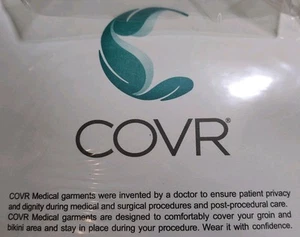 COVR®
COVR Medical garments were invented by a doctor to ensure patient privacy
and dignity during medical and surgical procedures and post-procedural care.
COVR Medical garments are designed to comfortably cover your groin and
bikini area and stay in place during your procedure. Wear it with confidence.